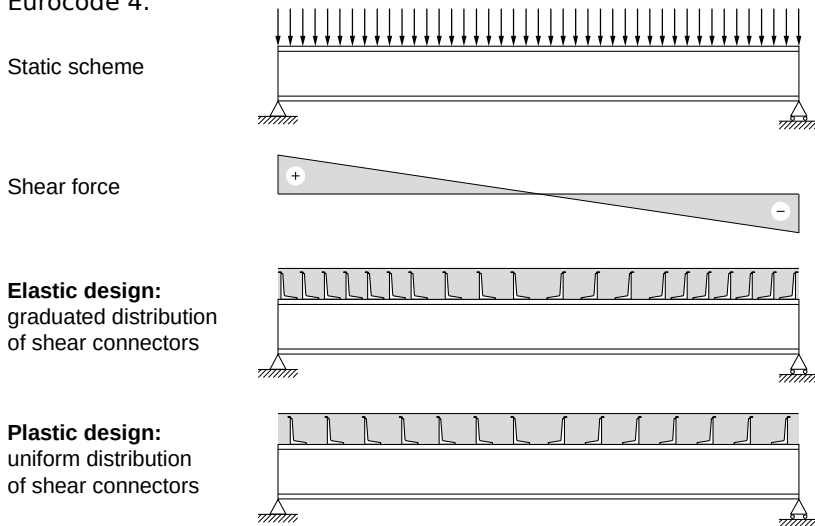 Eurocode 4.
Static scheme
Shear force
+
−
Elastic design:
graduated distribution
of shear connectors
Plastic design:
uniform distribution
of shear connectors